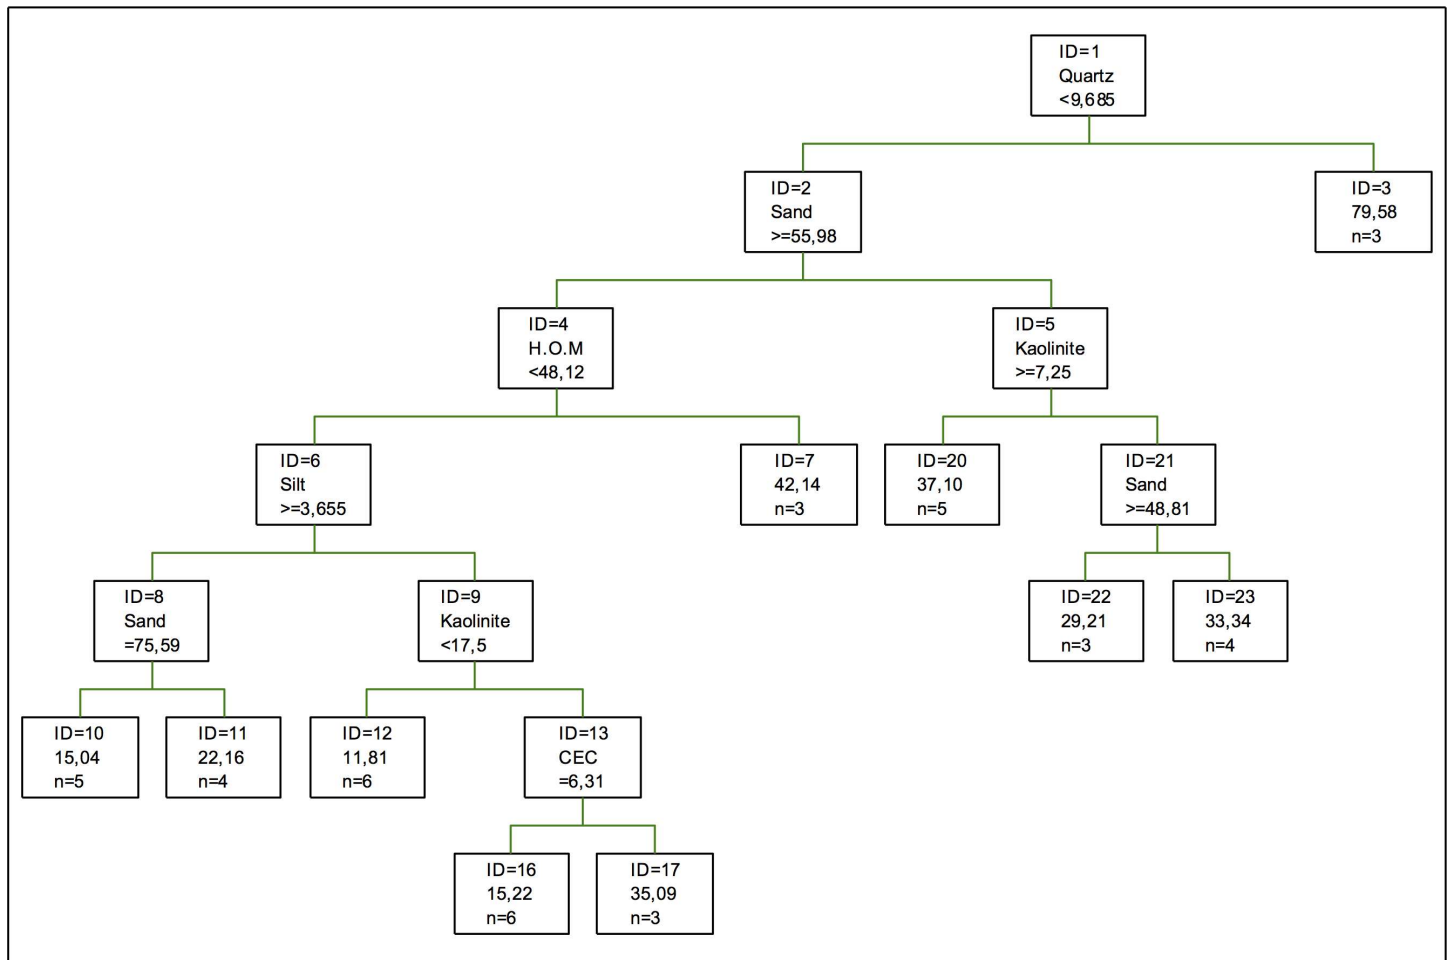 ID=1
Quartz
<9,685
ID=2
Sand
>=55,98
ID=3
79,58
n=3
ID=4
H.O.M
<48,12
ID=5
Kaolinite
>=7,25
ID=6
Silt
>=3,655
ID=7
42,14
n=3
ID=20
37,10
n=5
ID=21
Sand
>=48,81
ID=8
Sand
=75,59
ID=9
Kaolinite
<17,5
ID=22
29,21
n=3
ID=23
33,34
n=4
ID=10
15,04
n=5
ID=11
22,16
n=4
ID=12
11,81
n=6
ID=13
CEC
=6,31
ID=16
15,22
n=6
ID=17
35,09
n=3